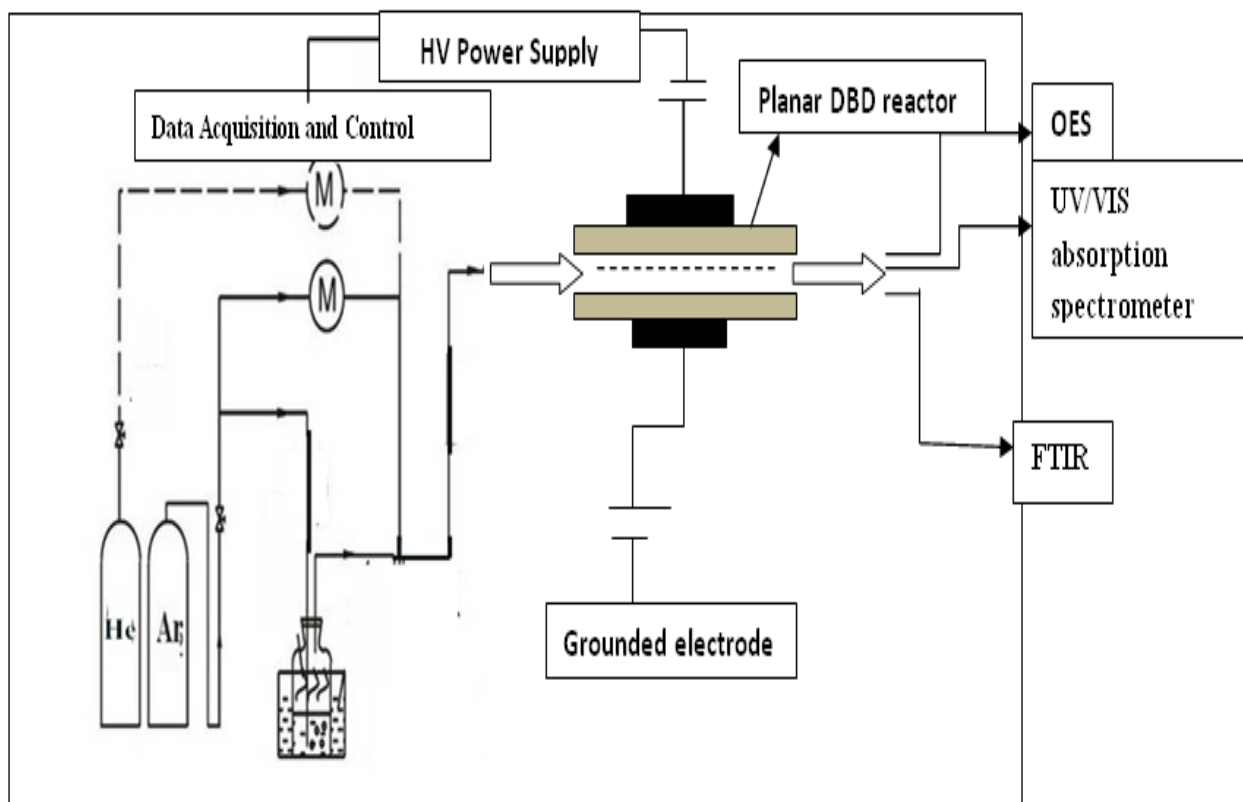 HV Power Supply
Data Acquisition and Control
Planar DBD reactor
OES
UV/VIS
absorption
spectrometer
M
M
FTIR
He
Ar
Grounded electrode